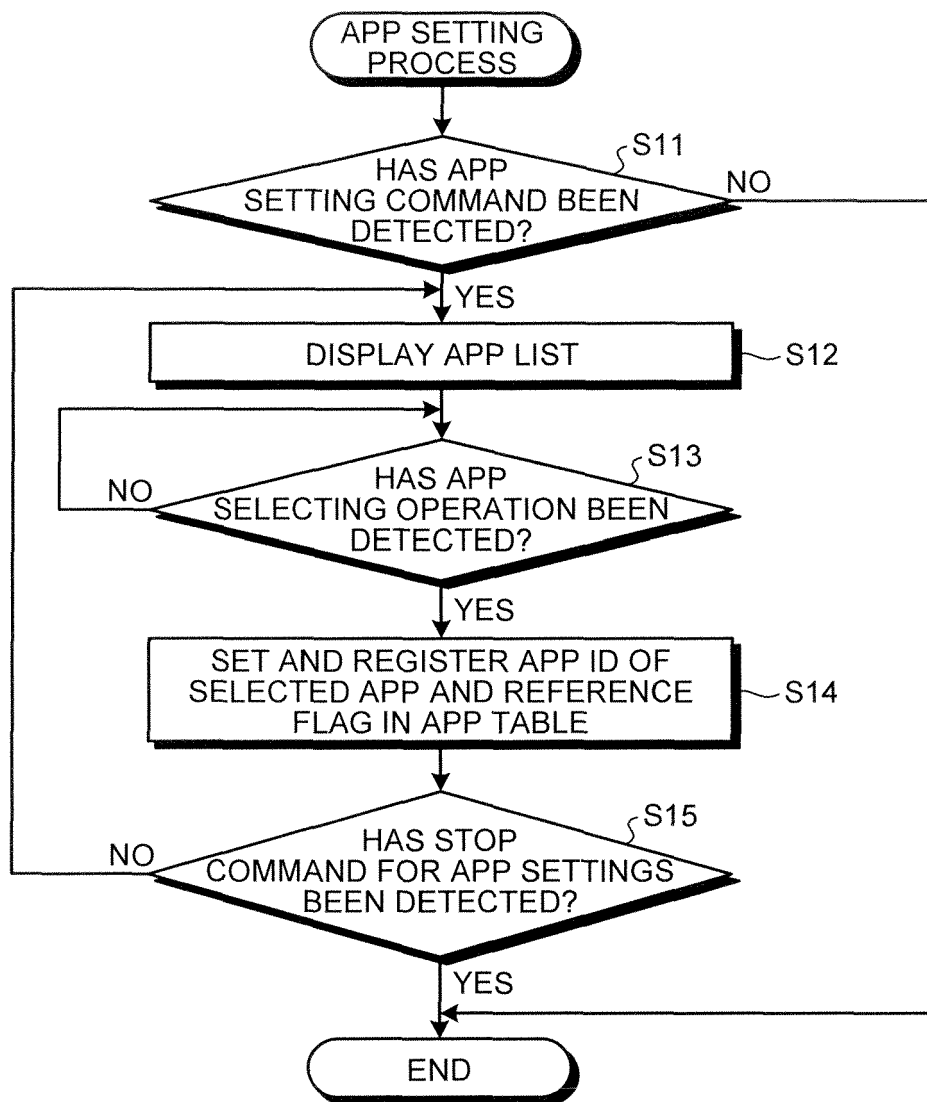 APP SETTING
PROCESS
S11
HAS APP
SETTING COMMAND BEEN
DETECTED?
NO
YES
DISPLAY APP LIST
S12
S13
HAS APP
SELECTING OPERATION BEEN
DETECTED?
NO
YES
SET AND REGISTER APP ID OF
SELECTED APP AND REFERENCE
FLAG IN APP TABLE
S14
S15
HAS STOP
COMMAND FOR APP SETTINGS
BEEN DETECTED?
NO
YES
END